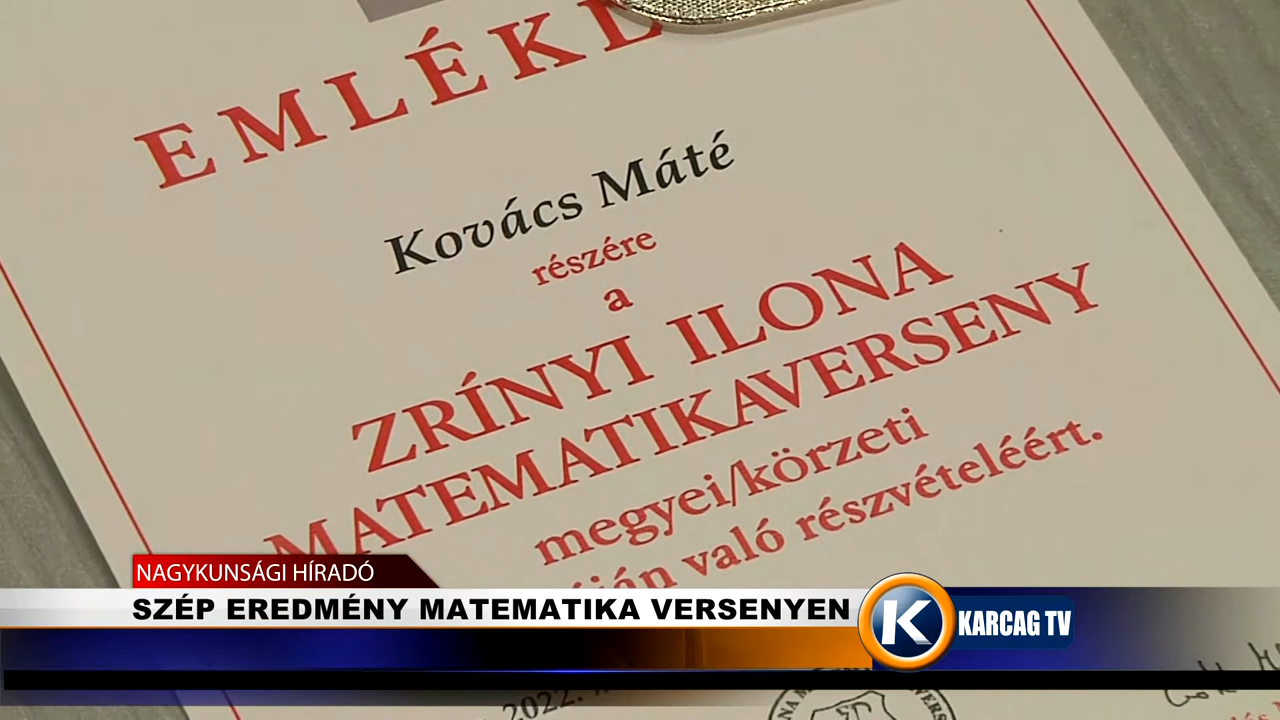 EMLÉKL
Kovács Máté
részére
a
ZRÍNYI ILONA
MATEMATIKAVERSENY
megyei/körzeti
való részvételéért.
NAGYKUNSÁGI HÍRADÓ
SZÉP EREDMÉNY MATEMATIKA VERSENYEN
K KARCAG TV
2022.